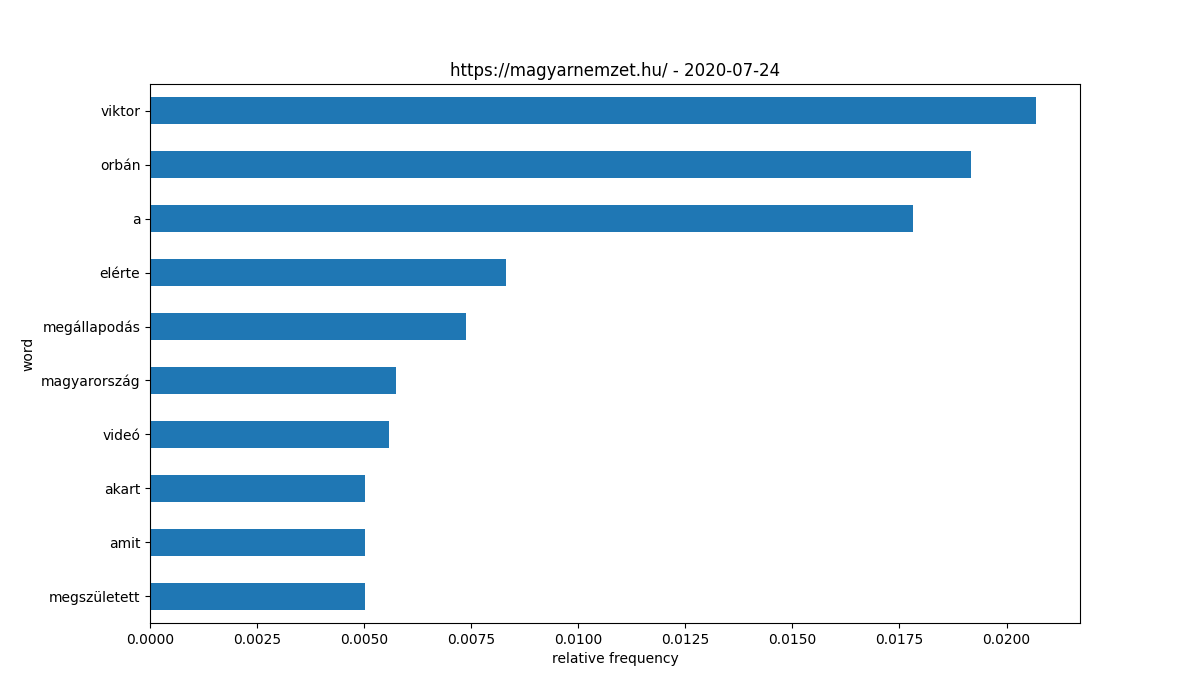 https://magyarnemzet.hu/ - 2020-07-24
viktor
orbán
a
elérte
megállapodás
magyarország
videó
akart
amit
megszületett
word
0.0000 0.0025 0.0050 0.0075 0.0100 0.0125 0.0150 0.0175 0.0200
relative frequency